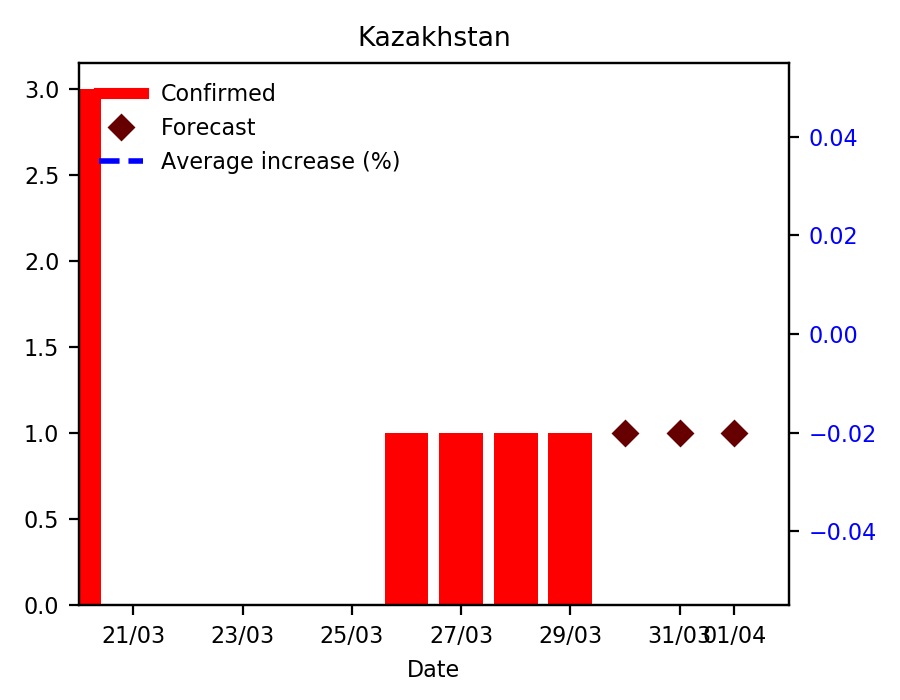 Kazakhstan
3.0
2.5
2.0
1.5
1.0
0.5
0.0
Confirmed
Forecast
Average increase (%)
0.04
0.02
0.00
−0.02
−0.04
21/03 23/03 25/03 27/03 29/03 31/03 01/04
Date